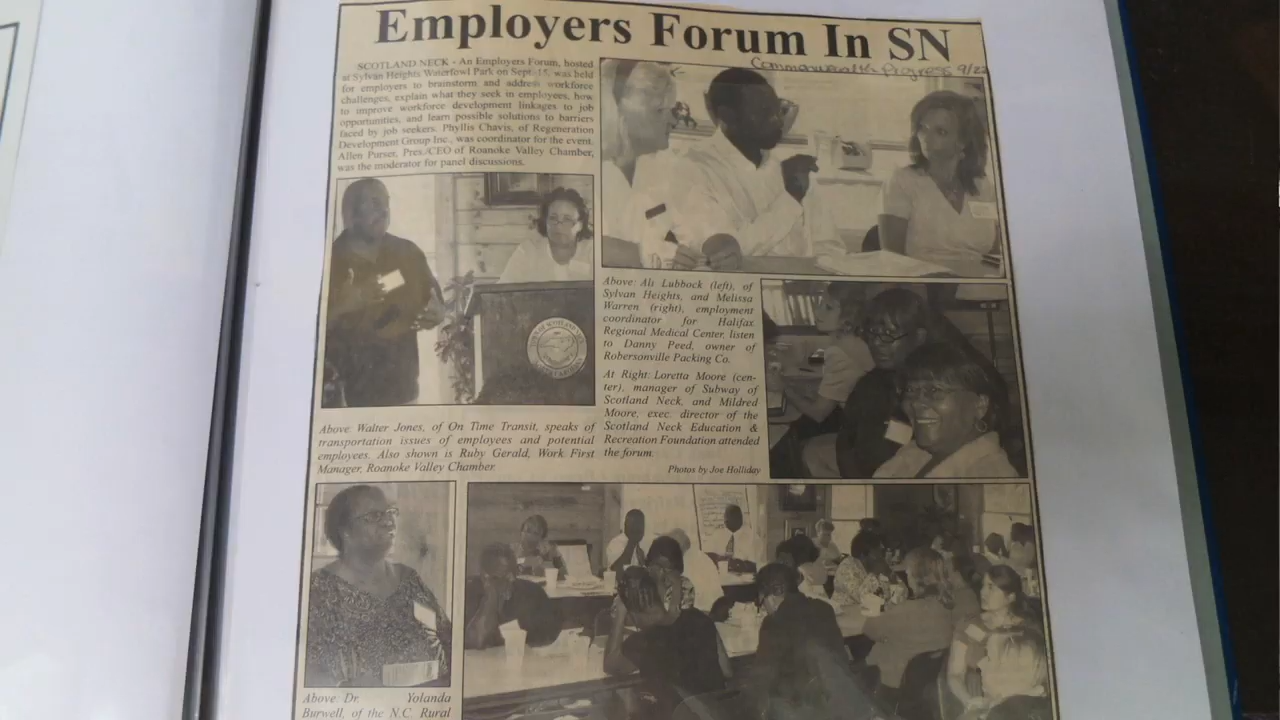 Employers Forum In SN
Commonwealth Progress 9/22
SCOTLAND NECK - An Employers Forum, hosted
at Sylvan Heights Waterfowl Park on Sept. 15, was held
for employers to brainstorm and address workforce
challenges, explain what they seek in employees, how
to improve workforce development linkages to job
opportunities, and learn possible solutions to barriers
faced by job seekers. Phyllis Chavis, of Regeneration
Development Group Inc., was coordinator for the event.
Allen Purser, Pres./CEO of Roanoke Valley Chamber,
was the moderator for panel discussions.
Above: Ali Lubbock (left), of
Sylvan Heights, and Melissa
Warren (right), employment
coordinator for Halifax
Regional Medical Center, listen
to Danny Peed, owner of
Robersonville Packing Co.
At Right: Loretta Moore (cen-
ter), manager of Subway of
Scotland Neck, and Mildred
Moore, exec. director of the
Scotland Neck Education &
Recreation Foundation attended
the forum.
Photos by Joe Holliday
Above: Walter Jones, of On Time Transit, speaks of
transportation issues of employees and potential
employees. Also shown is Ruby Gerald, Work First
Manager, Roanoke Valley Chamber.
Above: Dr. Yolanda
Burwell, of the N.C. Rural